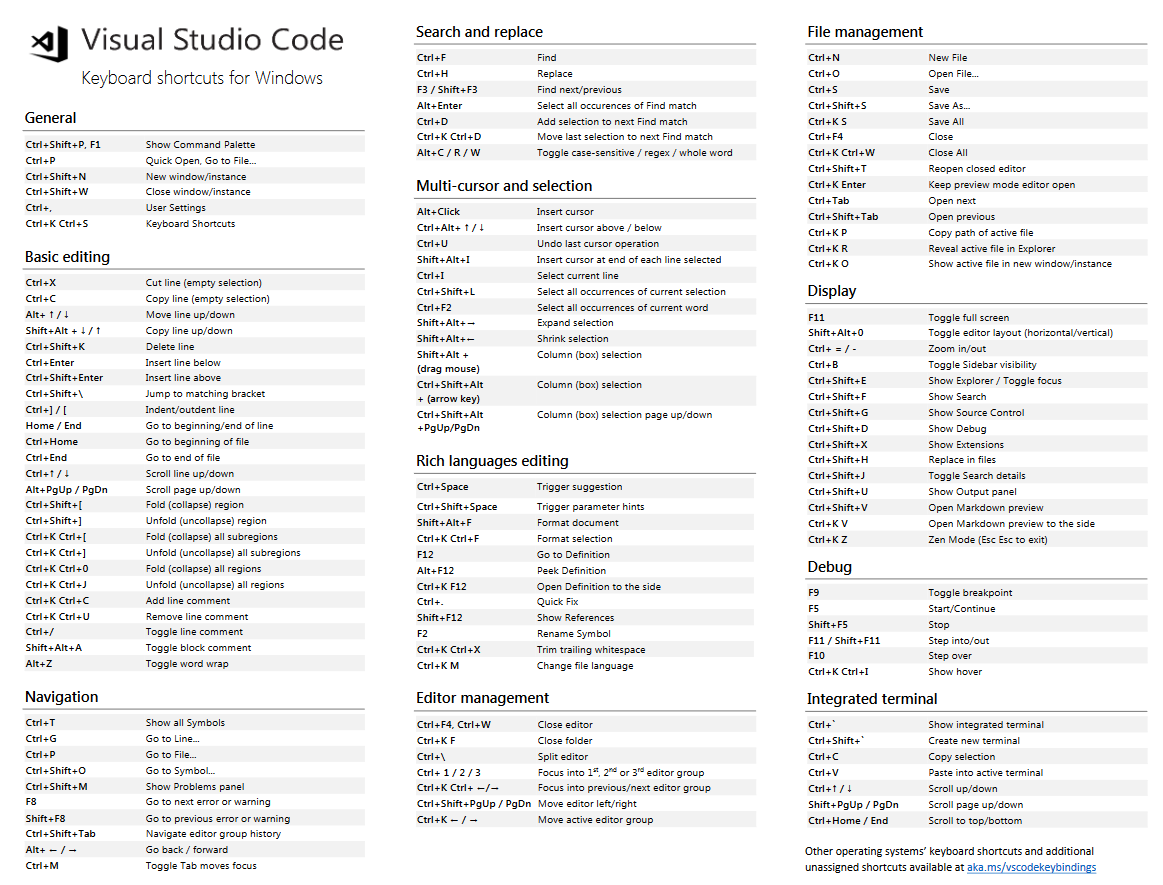 Visual Studio Code
Keyboard shortcuts for Windows
General
Ctrl+Shift+P, F1 Show Command Palette
Ctrl+P Quick Open, Go to File…
Ctrl+Shift+N New window/instance
Ctrl+Shift+W Close window/instance
Ctrl+, User Settings
Ctrl+K Ctrl+S Keyboard Shortcuts
Basic editing
Ctrl+X Cut line (empty selection)
Ctrl+C Copy line (empty selection)
Alt+ ↑ / ↓ Move line up/down
Shift+Alt + ↓ / ↑ Copy line up/down
Ctrl+Shift+K Delete line
Ctrl+Enter Insert line below
Ctrl+Shift+Enter Insert line above
Ctrl+Shift+\ Jump to matching bracket
Ctrl+] / [ Indent/outdent line
Home / End Go to beginning/end of line
Ctrl+Home Go to beginning of file
Ctrl+End Go to end of file
Ctrl+↑ / ↓ Scroll line up/down
Alt+PgUp / PgDn Scroll page up/down
Ctrl+Shift+[ Fold (collapse) region
Ctrl+Shift+] Unfold (uncollapse) region
Ctrl+K Ctrl+[ Fold (collapse) all subregions
Ctrl+K Ctrl+] Unfold (uncollapse) all subregions
Ctrl+K Ctrl+0 Fold (collapse) all regions
Ctrl+K Ctrl+J Unfold (uncollapse) all regions
Ctrl+K Ctrl+C Add line comment
Ctrl+K Ctrl+U Remove line comment
Ctrl+/ Toggle line comment
Shift+Alt+A Toggle block comment
Alt+Z Toggle word wrap
Navigation
Ctrl+T Show all Symbols
Ctrl+G Go to Line...
Ctrl+P Go to File...
Ctrl+Shift+O Go to Symbol...
Ctrl+Shift+M Show Problems panel
F8 Go to next error or warning
Shift+F8 Go to previous error or warning
Ctrl+Shift+Tab Navigate editor group history
Alt+ ← / → Go back / forward
Ctrl+M Toggle Tab moves focus
Search and replace
Ctrl+F Find
Ctrl+H Replace
F3 / Shift+F3 Find next/previous
Alt+Enter Select all occurences of Find match
Ctrl+D Add selection to next Find match
Ctrl+K Ctrl+D Move last selection to next Find match
Alt+C / R / W Toggle case-sensitive / regex / whole word
Multi-cursor and selection
Alt+Click Insert cursor
Ctrl+Alt+ ↑ / ↓ Insert cursor above / below
Ctrl+U Undo last cursor operation
Shift+Alt+I Insert cursor at end of each line selected
Ctrl+I Select current line
Ctrl+Shift+L Select all occurrences of current selection
Ctrl+F2 Select all occurrences of current word
Shift+Alt+→ Expand selection
Shift+Alt+← Shrink selection
Shift+Alt + Column (box) selection
(drag mouse)
Ctrl+Shift+Alt Column (box) selection
+ (arrow key)
Ctrl+Shift+Alt Column (box) selection page up/down
+PgUp/PgDn
Rich languages editing
Ctrl+Space Trigger suggestion
Ctrl+Shift+Space Trigger parameter hints
Shift+Alt+F Format document
Ctrl+K Ctrl+F Format selection
F12 Go to Definition
Alt+F12 Peek Definition
Ctrl+K F12 Open Definition to the side
Ctrl+. Quick Fix
Shift+F12 Show References
F2 Rename Symbol
Ctrl+K Ctrl+X Trim trailing whitespace
Ctrl+K M Change file language
Editor management
Ctrl+F4, Ctrl+W Close editor
Ctrl+K F Close folder
Ctrl+\ Split editor
Ctrl+ 1 / 2 / 3 Focus into 1st, 2nd or 3rd editor group
Ctrl+K Ctrl+ ←/→ Focus into previous/next editor group
Ctrl+Shift+PgUp / PgDn Move editor left/right
Ctrl+K ← / → Move active editor group
File management
Ctrl+N New File
Ctrl+O Open File...
Ctrl+S Save
Ctrl+Shift+S Save As...
Ctrl+K S Save All
Ctrl+F4 Close
Ctrl+K Ctrl+W Close All
Ctrl+Shift+T Reopen closed editor
Ctrl+K Enter Keep preview mode editor open
Ctrl+Tab Open next
Ctrl+Shift+Tab Open previous
Ctrl+K P Copy path of active file
Ctrl+K R Reveal active file in Explorer
Ctrl+K O Show active file in new window/instance
Display
F11 Toggle full screen
Shift+Alt+0 Toggle editor layout (horizontal/vertical)
Ctrl+ = / - Zoom in/out
Ctrl+B Toggle Sidebar visibility
Ctrl+Shift+E Show Explorer / Toggle focus
Ctrl+Shift+F Show Search
Ctrl+Shift+G Show Source Control
Ctrl+Shift+D Show Debug
Ctrl+Shift+X Show Extensions
Ctrl+Shift+H Replace in files
Ctrl+Shift+J Toggle Search details
Ctrl+Shift+U Show Output panel
Ctrl+Shift+V Open Markdown preview
Ctrl+K V Open Markdown preview to the side
Ctrl+K Z Zen Mode (Esc Esc to exit)
Debug
F9 Toggle breakpoint
F5 Start/Continue
Shift+F5 Stop
F11 / Shift+F11 Step into/out
F10 Step over
Ctrl+K Ctrl+I Show hover
Integrated terminal
Ctrl+` Show integrated terminal
Ctrl+Shift+` Create new terminal
Ctrl+C Copy selection
Ctrl+V Paste into active terminal
Ctrl+↑ / ↓ Scroll up/down
Shift+PgUp / PgDn Scroll page up/down
Ctrl+Home / End Scroll to top/bottom
Other operating systems' keyboard shortcuts and additional
unassigned shortcuts available at aka.ms/vscodekeybindings